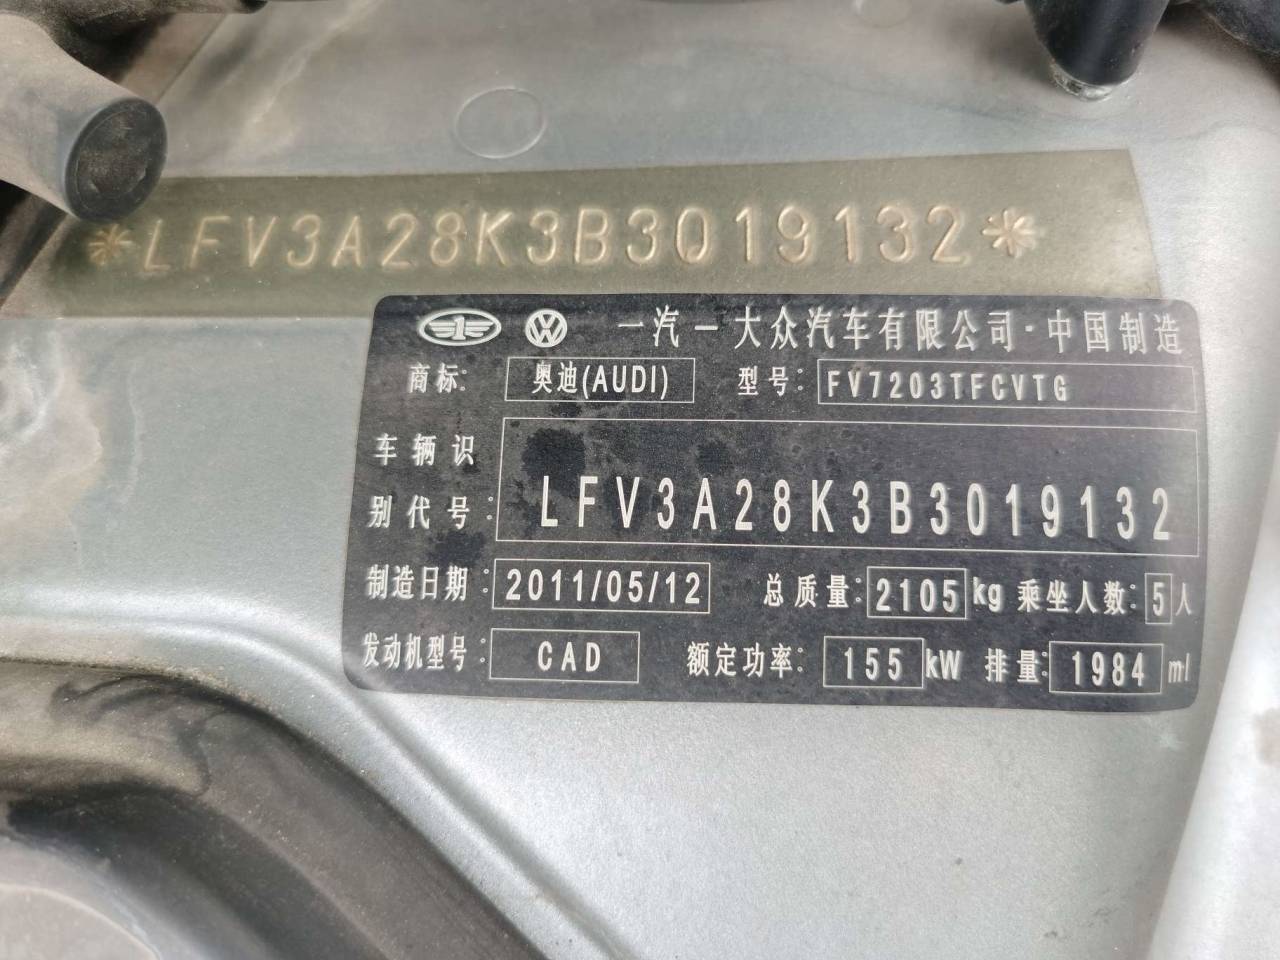 *LFV3A28K3B3019132*
1 VW 一汽-大众汽车有限公司·中国制造
商标: 奥迪(AUDI) 型号: FV7203TFCVTG
车辆识
别代号: LFV3A28K3B3019132
制造日期: 2011/05/12 总质量: 2105 kg 乘坐人数: 5 人
发动机型号: CAD 额定功率: 155 kW 排量: 1984 ml